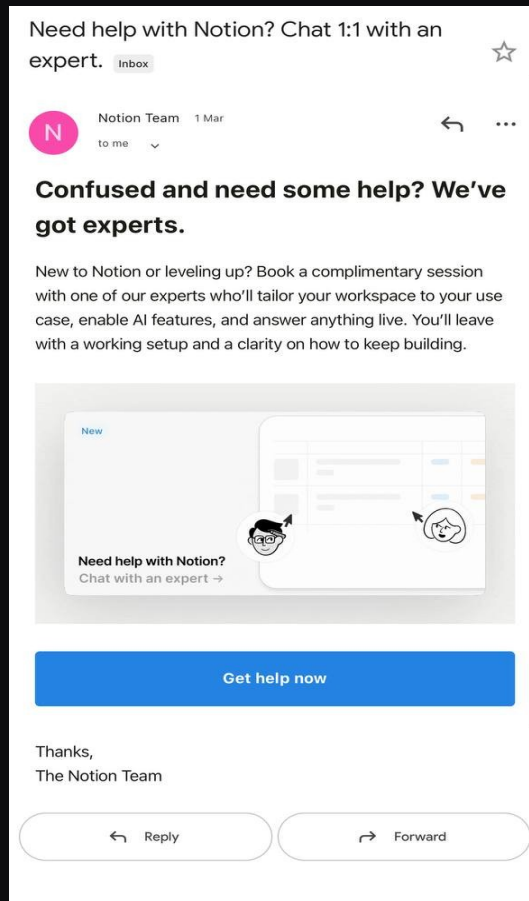 Need help with Notion? Chat 1:1 with an
expert. Inbox
N
Notion Team 1 Mar
to me
Confused and need some help? We've
got experts.
New to Notion or leveling up? Book a complimentary session
with one of our experts who'll tailor your workspace to your use
case, enable AI features, and answer anything live. You'll leave
with a working setup and a clarity on how to keep building.
New
Need help with Notion?
Chat with an expert →
Get help now
Thanks,
The Notion Team
Reply
Forward